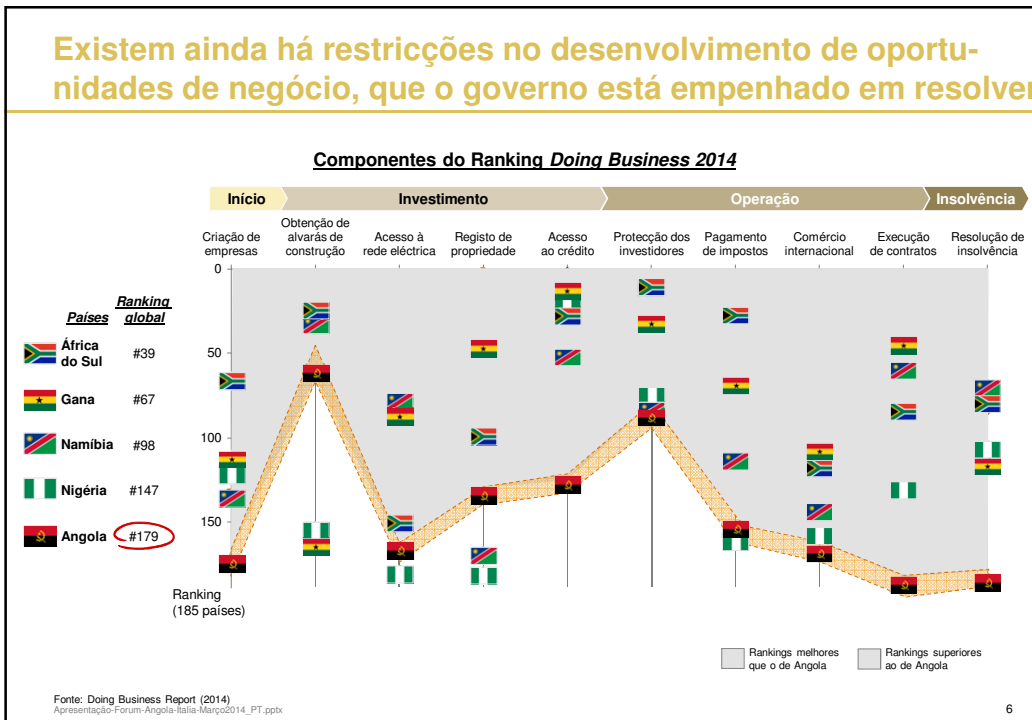 Existem ainda há restricções no desenvolvimento de oportu-
nidades de negócio, que o governo está empenhado em resolver
Componentes do Ranking Doing Business 2014
Início
Investimento
Operação
Insolvência
Criação de
empresas
Obtenção de
alvarás de
construção
Acesso à
rede eléctrica
Registo de
propriedade
Acesso
ao crédito
Protecção dos
investidores
Pagamento
de impostos
Comércio
internacional
Execução
de contratos
Resolução de
insolvência
0
50
100
150
Ranking
(185 países)
Países
Ranking
global
África
do Sul
#39
Gana
#67
Namíbia
#98
Nigéria
#147
Angola
#179
Rankings melhores
que o de Angola
Rankings superiores
ao de Angola
Fonte: Doing Business Report (2014)
Apresentação-Forum-Angola-Italia-Março2014_PT.pptx
6